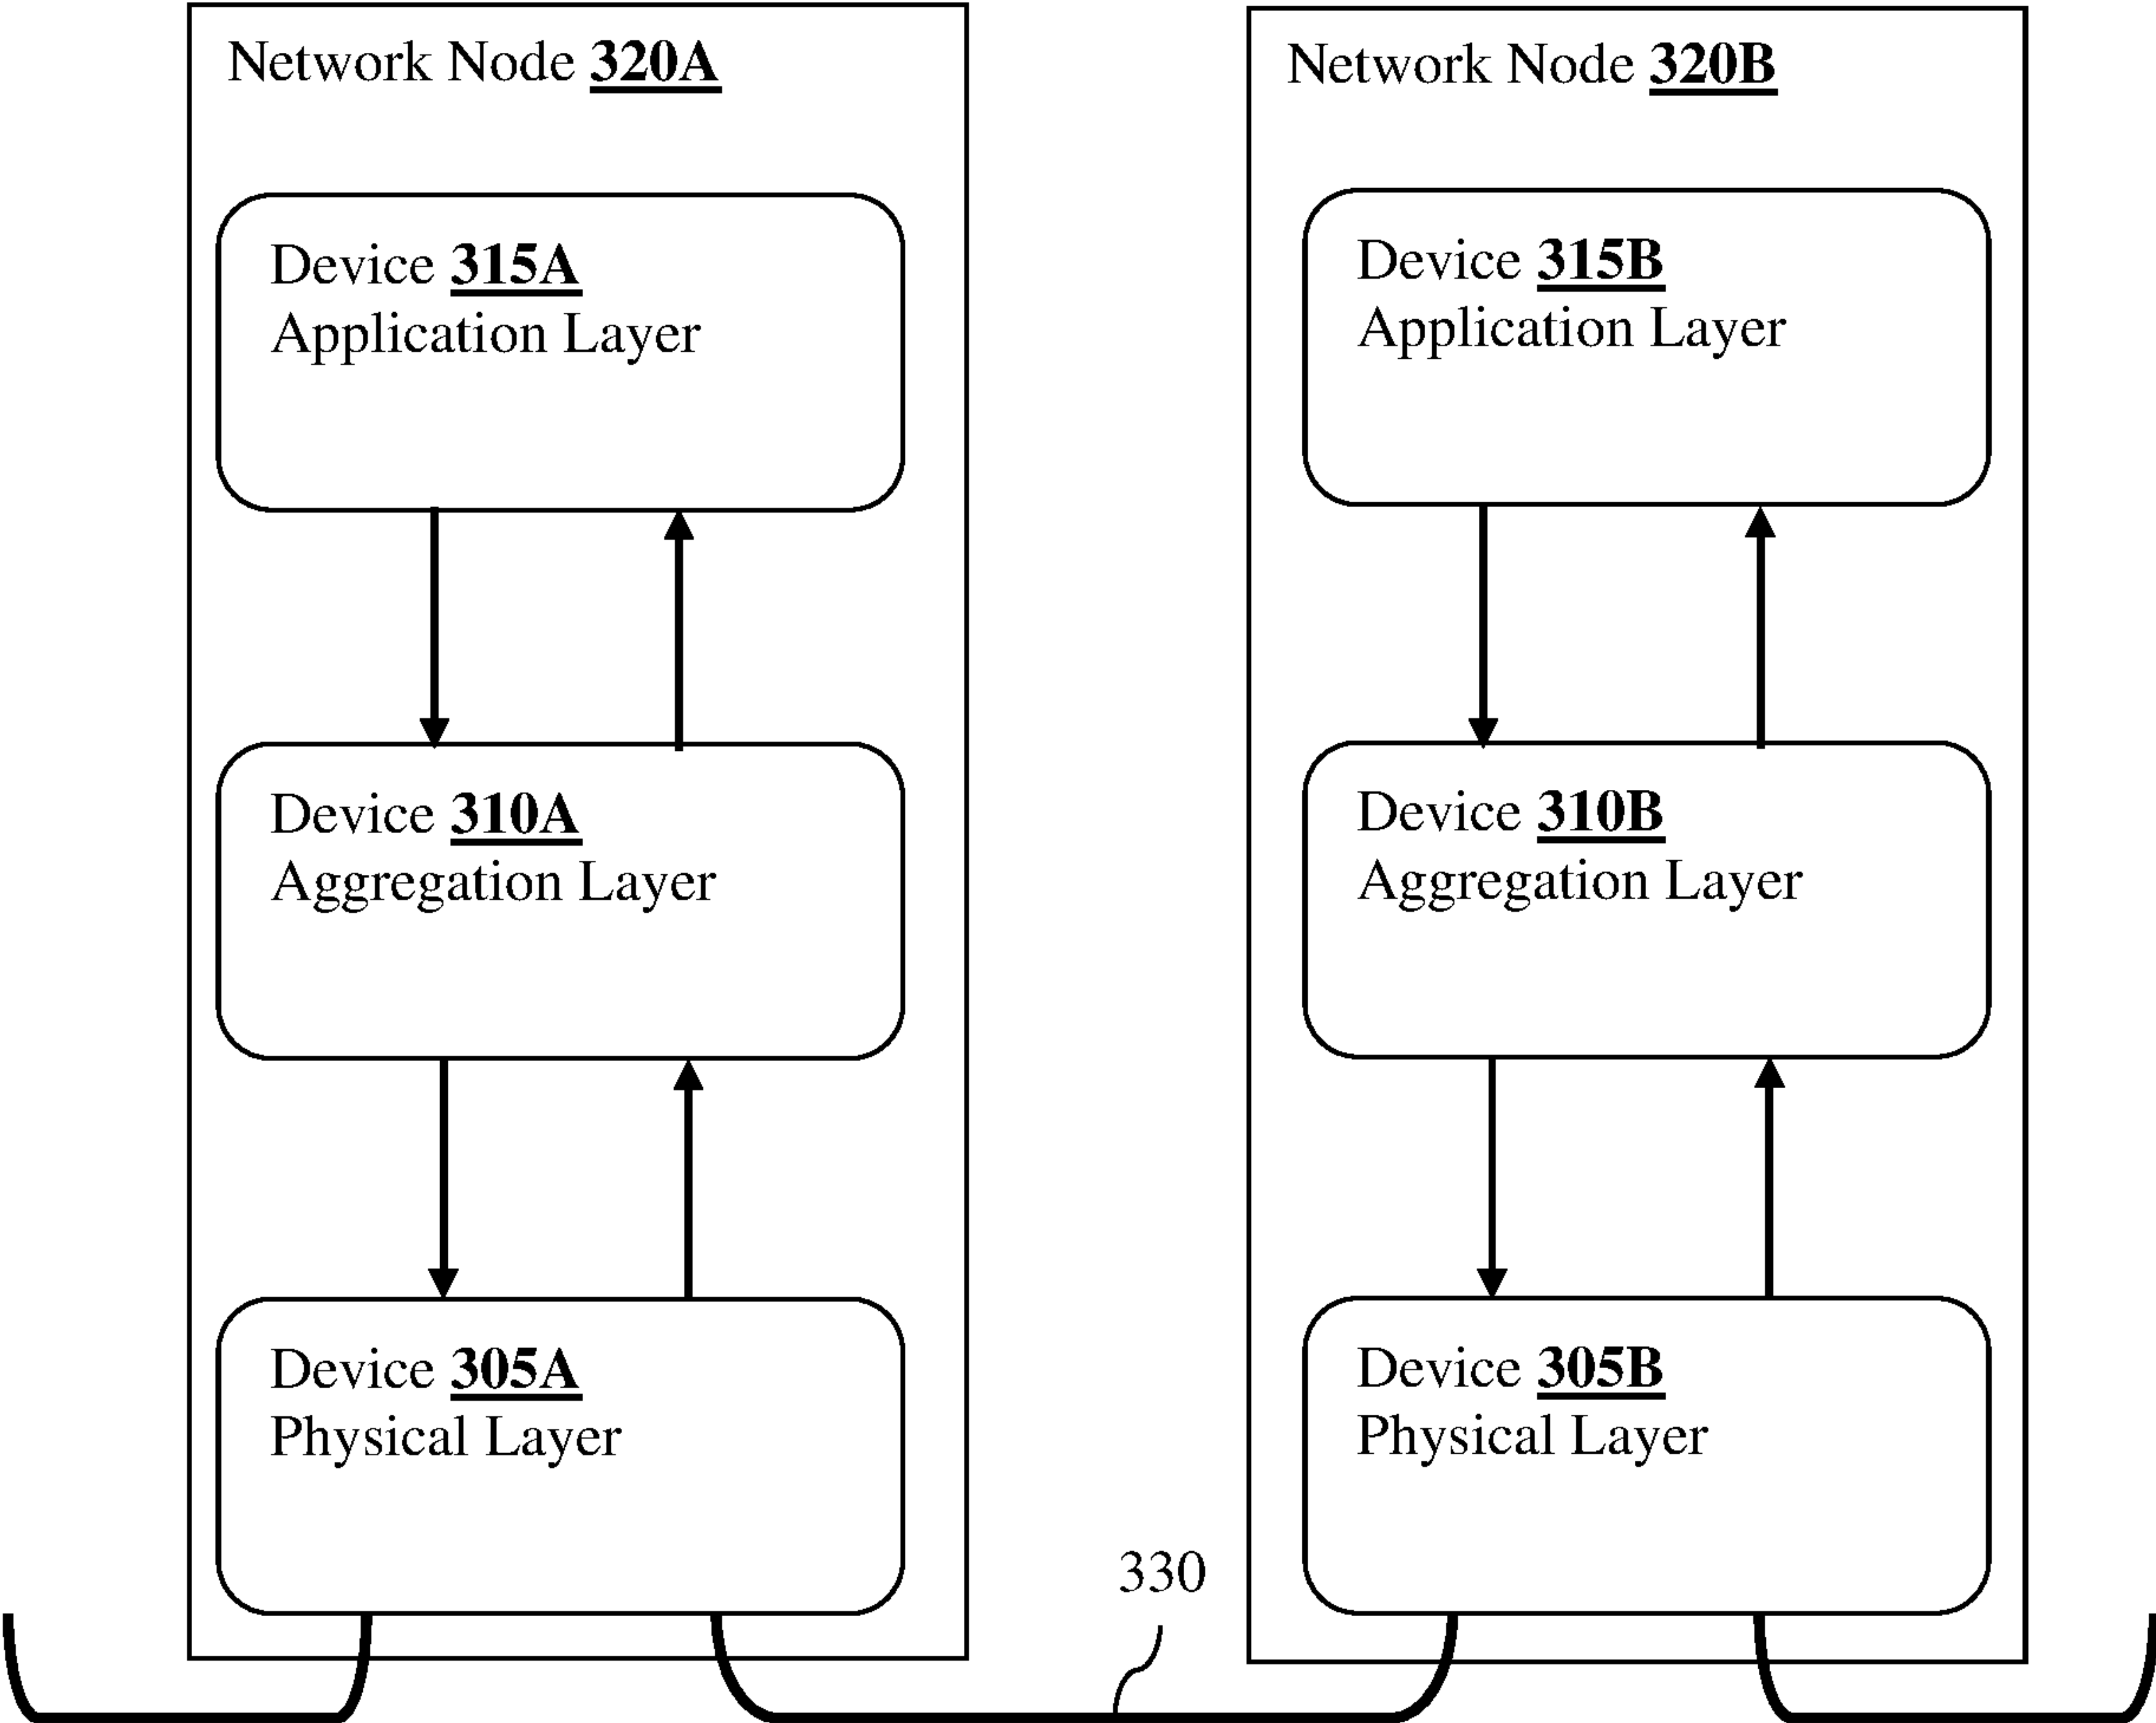 Network Node 320A
Device 315A
Application Layer
Device 310A
Aggregation Layer
Device 305A
Physical Layer
Network Node 320B
Device 315B
Application Layer
Device 310B
Aggregation Layer
Device 305B
Physical Layer
330